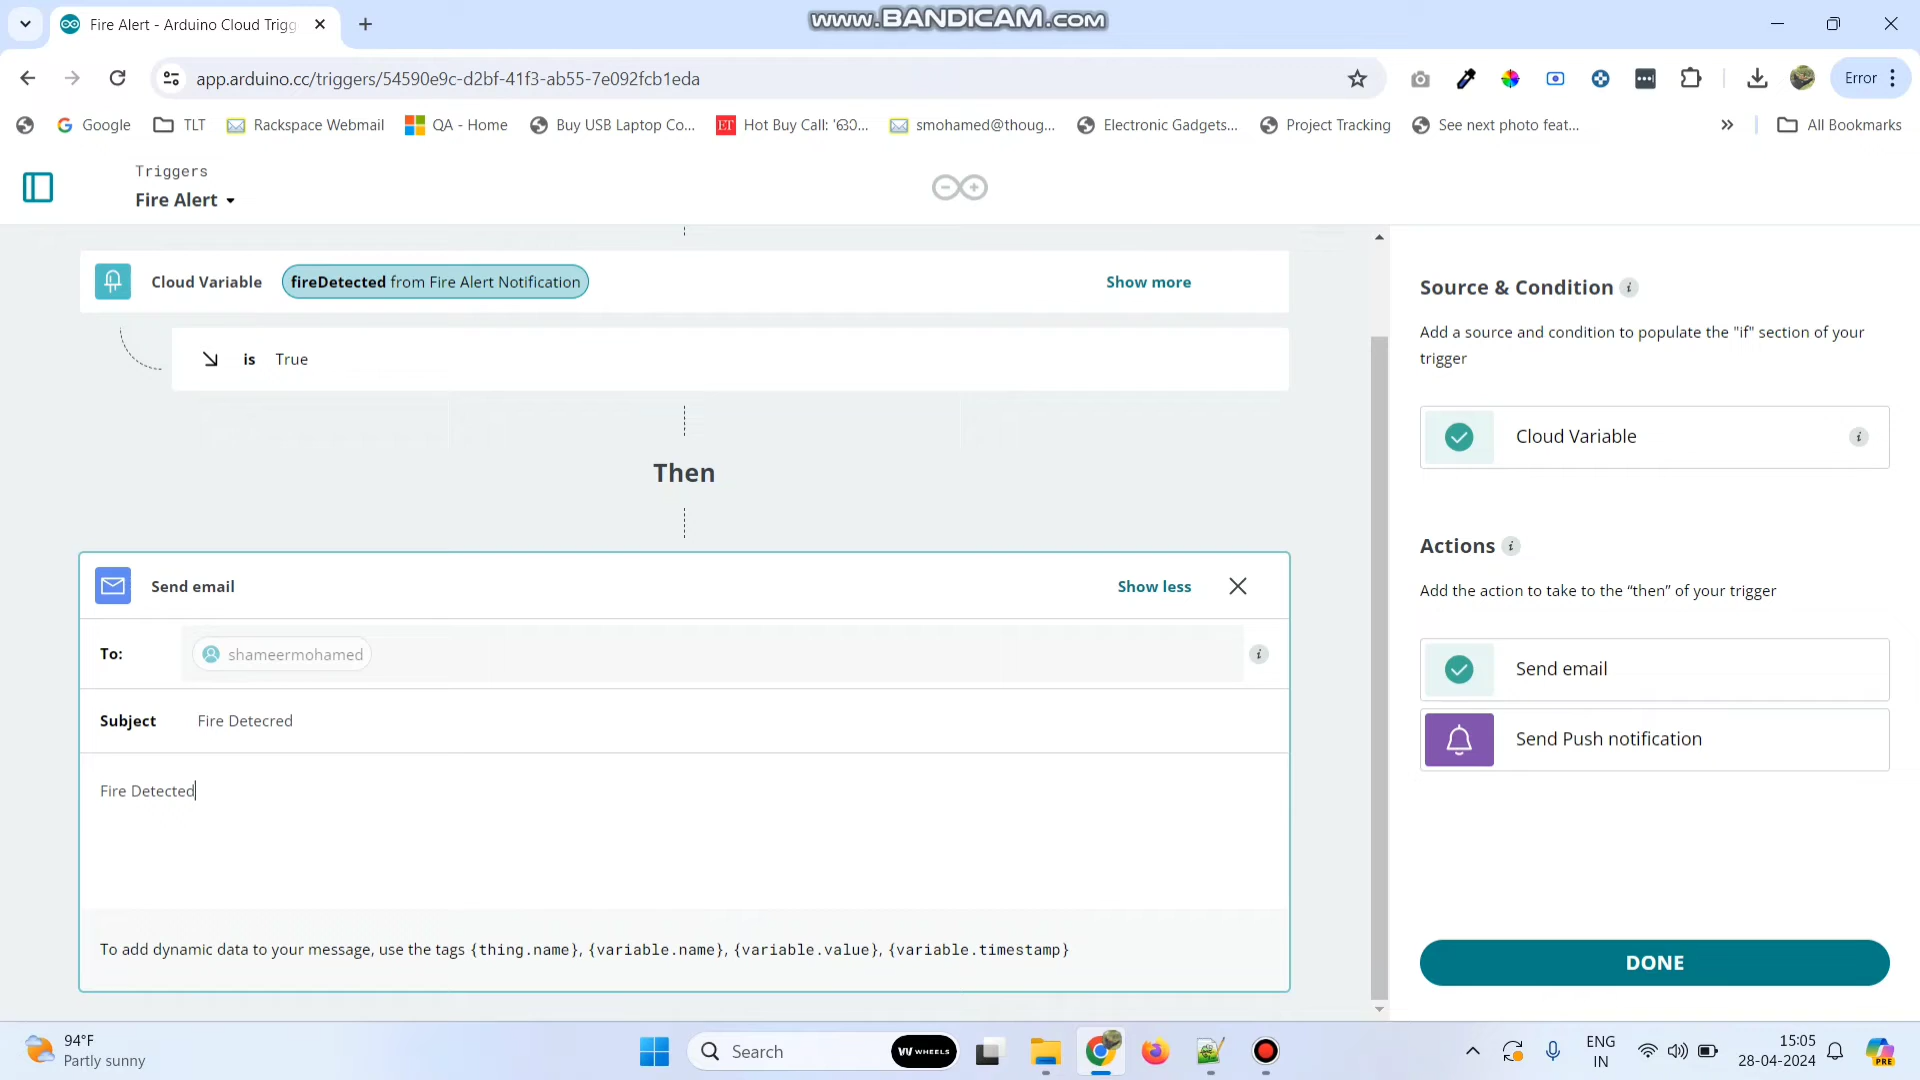 Fire Alert - Arduino Cloud Trigg
www.BANDICAM.com
app.arduino.cc/triggers/54590e9c-d2bf-41f3-ab55-7e092fcb1eda
Error
Google
TLT
Rackspace Webmail
QA - Home
Buy USB Laptop Co...
ET
Hot Buy Call: 'ඔා...
smohamed@thoug...
Electronic Gadgets...
Project Tracking
See next photo feat...
All Bookmarks
Triggers
Fire Alert
Cloud Variable
fireDetected from Fire Alert Notification
Show more
is True
Then
Send email
Show less
To:
shameermohamed
Subject
Fire Detecred
Fire Detected
To add dynamic data to your message, use the tags {thing.name}, {variable.name}, {variable.value}, {variable.timestamp}
Source & Condition
Add a source and condition to populate the "if" section of your
trigger
Cloud Variable
Actions
Add the action to take to the “then” of your trigger
Send email
Send Push notification
DONE
94°F
Partly sunny
Search
WHEELS
ENG
IN
15:05
28-04-2024
PRE